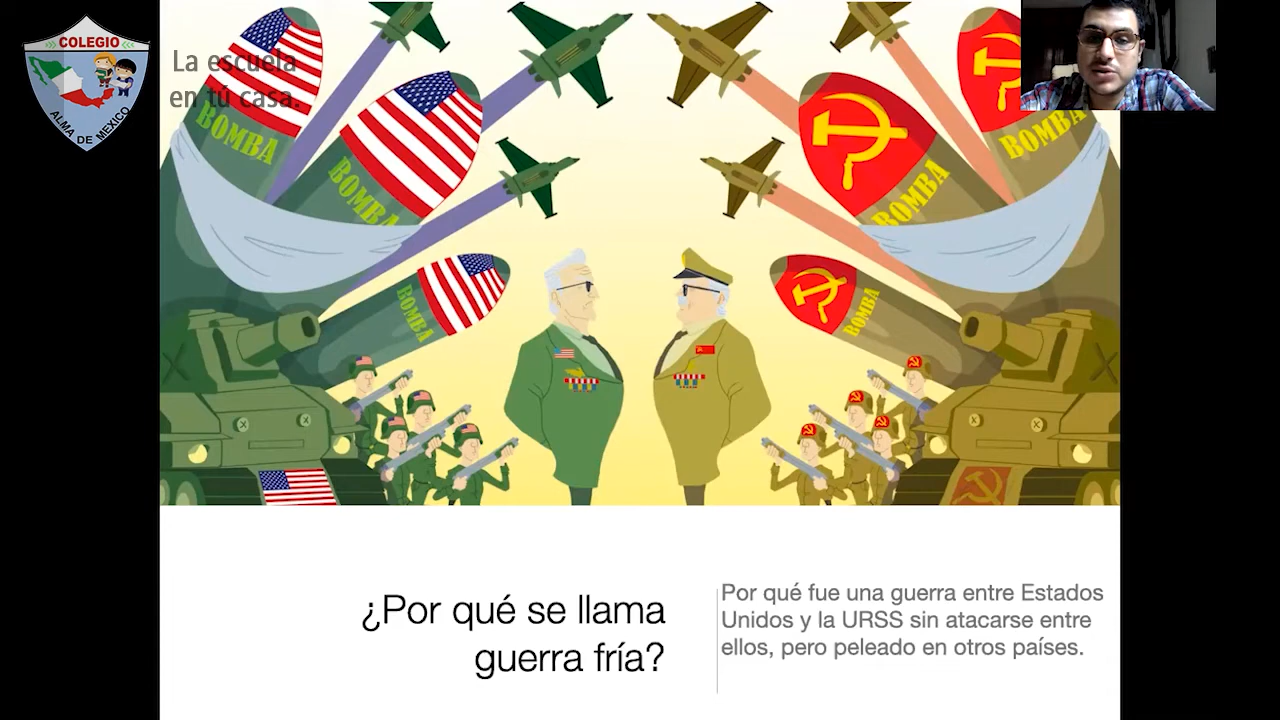 COLEGIO
ALMA DE MEXICO
La escuela
en tú casa.
BOMBA
BOMBA
BOMBA
BOMBA
BOMBA
BOMBA
¿Por qué se llama
guerra fría?
Por qué fue una guerra entre Estados
Unidos y la URSS sin atacarse entre
ellos, pero peleado en otros países.